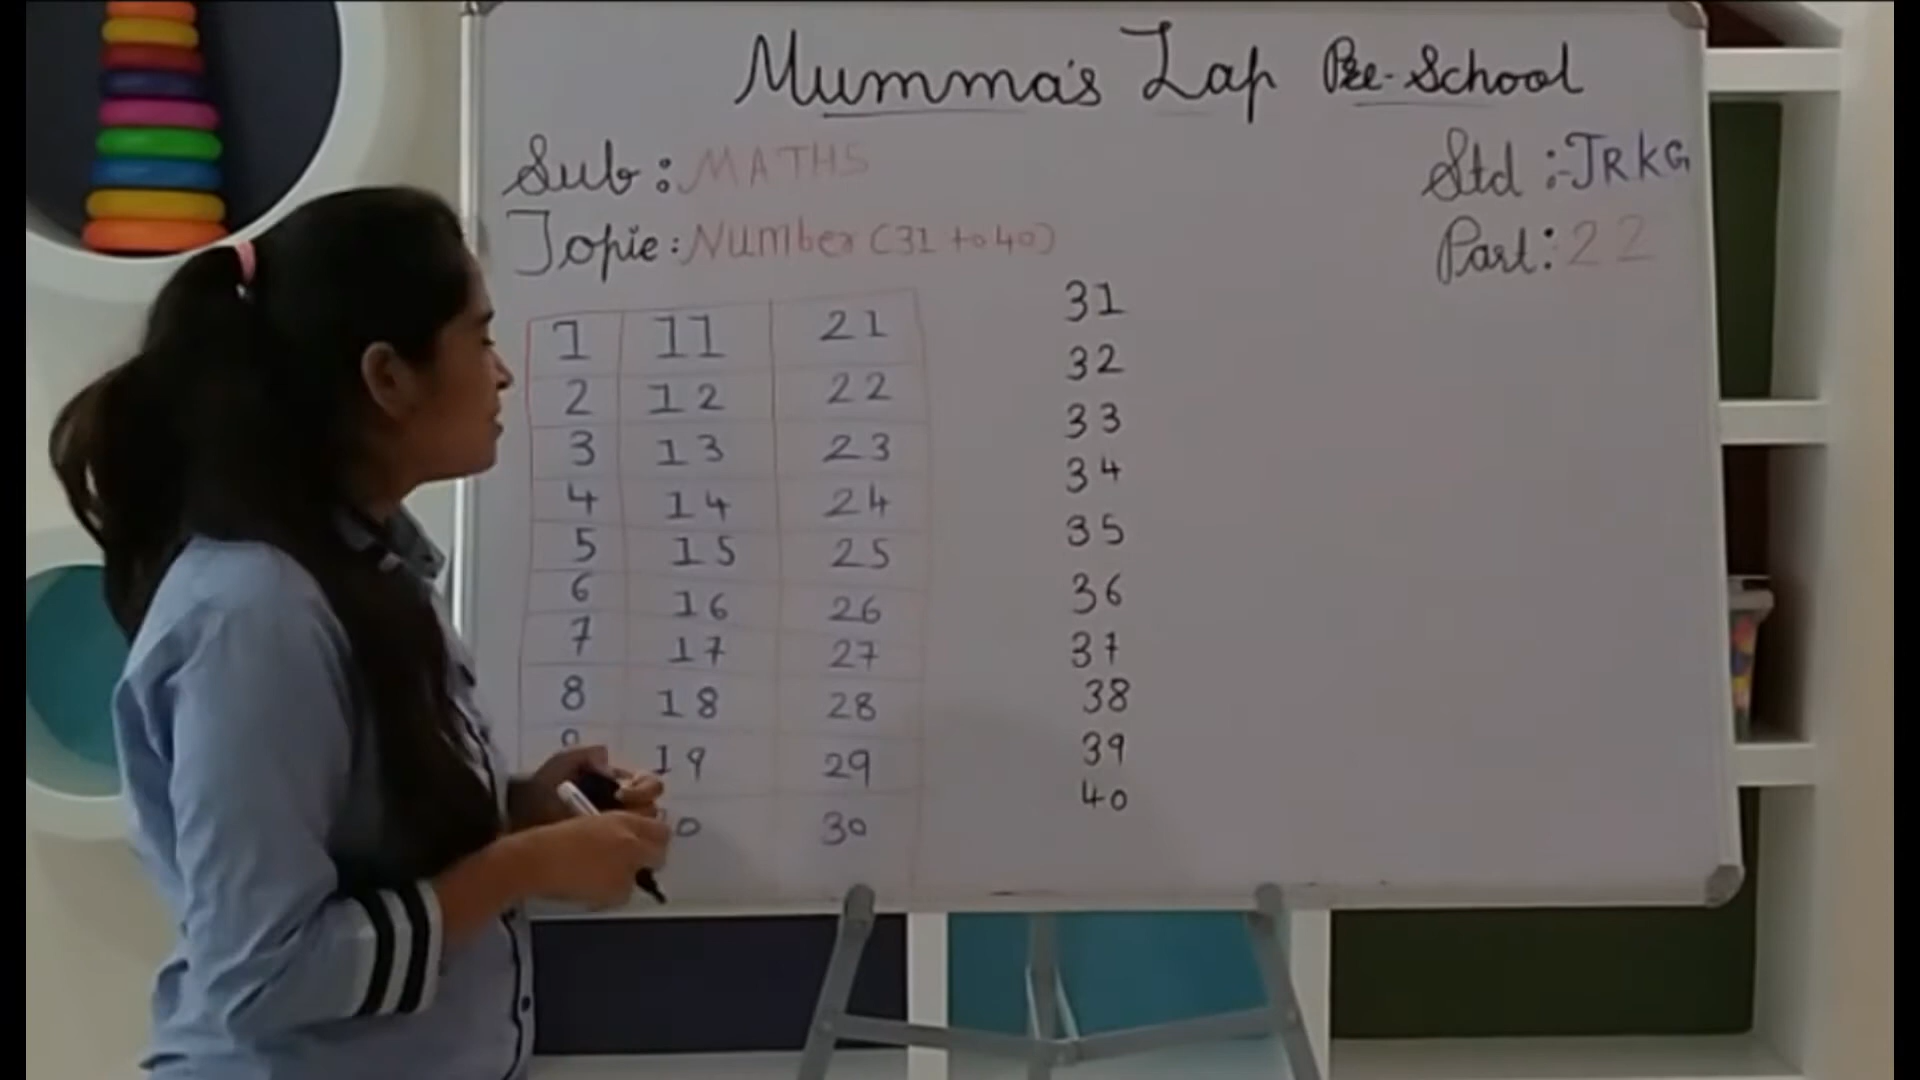 Mumma's Lap Pre-School
Sub: MATHS
Std :- JRKG
Topic: Number (31 to 40)
Part: 22
1 11 21 31
2 12 22 32
3 13 23 33
4 14 24 34
5 15 25 35
6 16 26 36
7 17 27 37
8 18 28 38
19 29 39
30 40